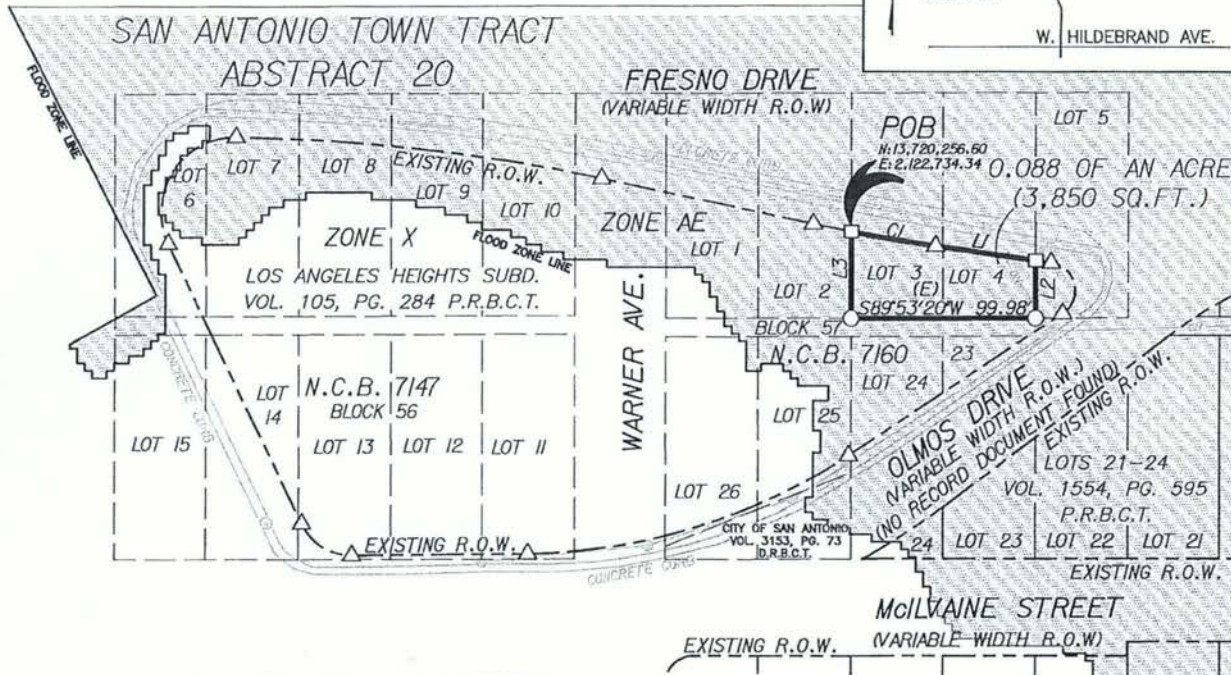 W. HILDEBRAND AVE.
SAN ANTONIO TOWN TRACT
ABSTRACT 20
FLOOD ZONE LINE
FRESNO DRIVE
(VARIABLE WIDTH R.O.W)
POB
N:13,720,256.60
E:2,122,734.34
0.088 OF AN ACRE
(3,850 SQ.FT.)
LOT 5
LOT
6
LOT 7
LOT 8
EXISTING R.O.W.
LOT 9
LOT 10
CONCRETE CURB
ZONE AE
LOT 1
ZONE X
FLOOD ZONE LINE
LOS ANGELES HEIGHTS SUBD.
VOL. 105, PG. 284 P.R.B.C.T.
C1
L1
L3
LOT 3
(E)
LOT 4
L2
LOT 2
S89°53'20"W 99.98'
BLOCK 57
N.C.B. 7160
23
LOT 24
WARNER AVE.
CONCRETE CURB
LOT
14
N.C.B. 7147
BLOCK 56
LOT 15
LOT 13
LOT 12
LOT 11
LOT 25
LOT 26
OLMOS DRIVE
(VARIABLE WIDTH R.O.W.)
(NO RECORD DOCUMENT FOUND)
EXISTING R.O.W.
LOTS 21-24
VOL. 1554, PG. 595
P.R.B.C.T.
CITY OF SAN ANTONIO
VOL. 3153, PG. 73
D.R.B.C.T.
24
LOT 23
LOT 22
LOT 21
EXISTING R.O.W.
CONCRETE CURB
EXISTING R.O.W.
McILVAINE STREET
(VARIABLE WIDTH R.O.W)
EXISTING R.O.W.